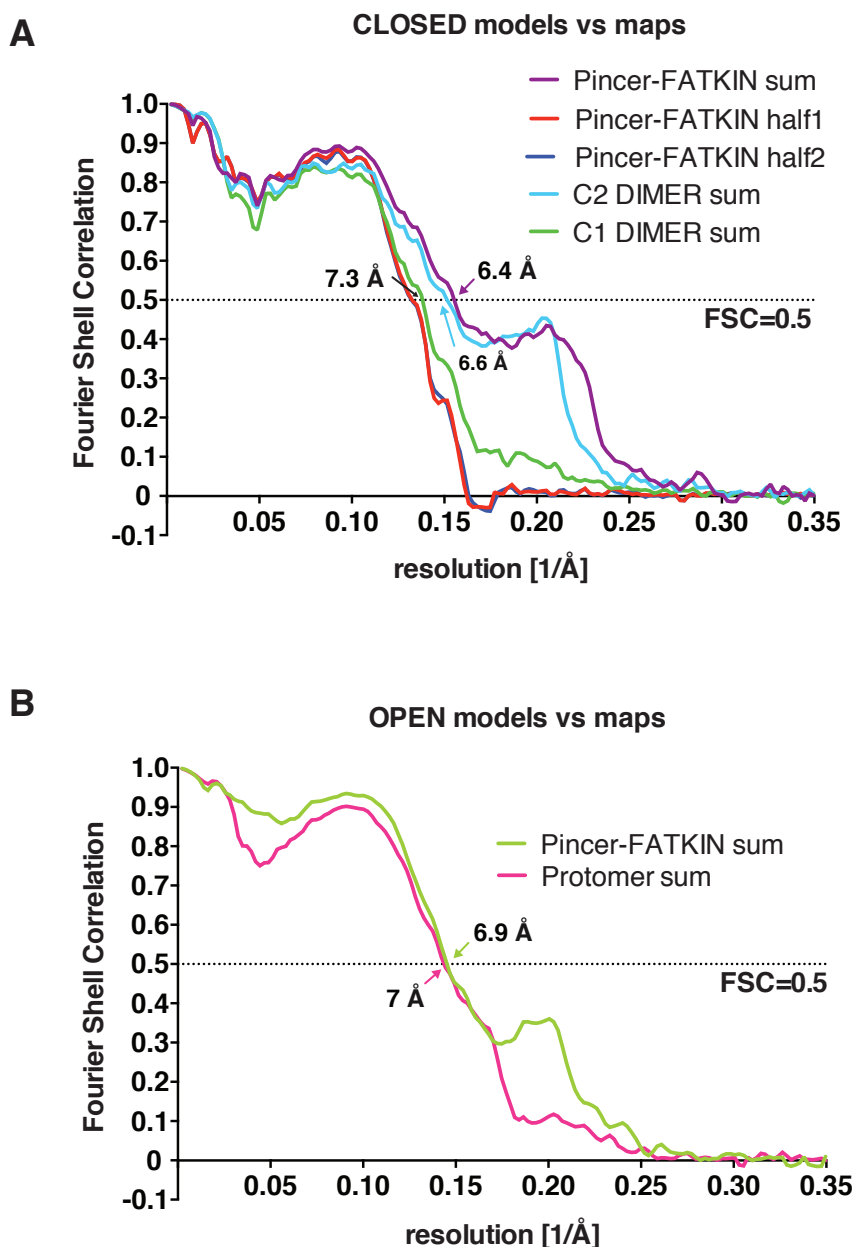 A
CLOSED models vs maps
Pincer-FATKIN sum
Pincer-FATKIN half1
Pincer-FATKIN half2
C2 DIMER sum
C1 DIMER sum
1.0
0.9
0.8
0.7
0.6
0.5
0.4
0.3
0.2
0.1
0
-0.1
Fourier Shell Correlation
7.3 Å
6.4 Å
6.6 Å
FSC=0.5
0.05
0.10
0.15
0.20
0.25
0.30
0.35
resolution [1/Å]
B
OPEN models vs maps
Pincer-FATKIN sum
Protomer sum
1.0
0.9
0.8
0.7
0.6
0.5
0.4
0.3
0.2
0.1
0
-0.1
Fourier Shell Correlation
6.9 Å
7 Å
FSC=0.5
0.05
0.10
0.15
0.20
0.25
0.30
0.35
resolution [1/Å]